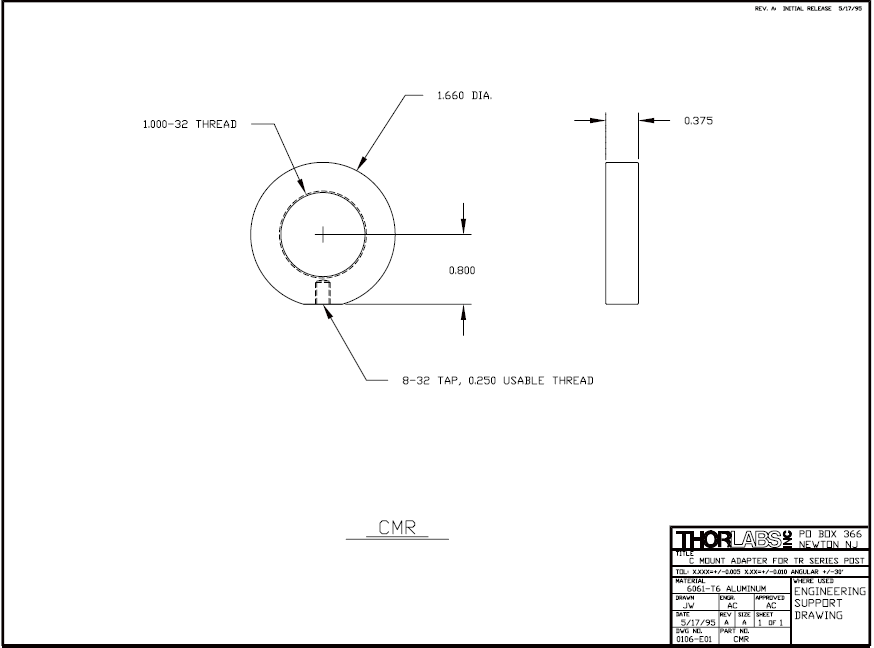 REV. A: INITIAL RELEASE 5/17/95
1.660 DIA.
1.000-32 THREAD
0.375
0.800
8-32 TAP, 0.250 USABLE THREAD
CMR
THORLABS INC PO BOX 366
NEWTON NJ
TITLE
C MOUNT ADAPTER FOR TR SERIES POST
TOL: X.XXX=+/-0.005 X.XX=+/-0.010 ANGULAR +/-30'
MATERIAL
6061-T6 ALUMINUM
WHERE USED
ENGINEERING
SUPPORT
DRAWING
DRAWN ENGR. APPROVED
JW AC AC
DATE REV SIZE SHEET
5/17/95 A A 1 OF 1
DWG NO. PART NO.
0106-E01 CMR